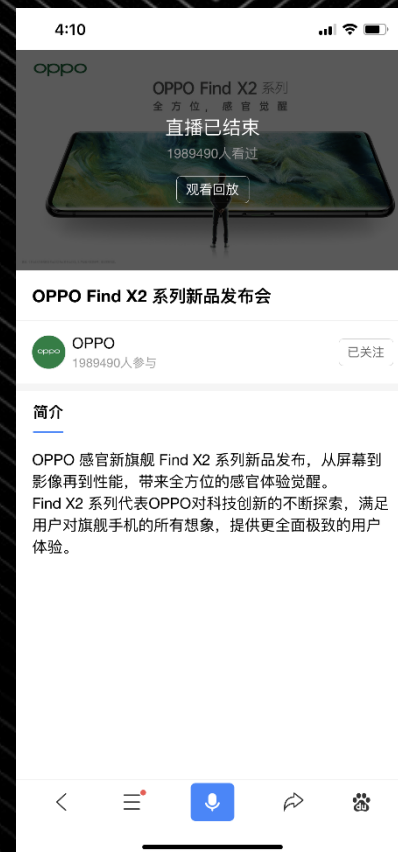 4:10
oppo
OPPO Find X2 系列
全方位，感官觉醒
直播已结束
1989490人看过
观看回放
OPPO Find X2 系列新品发布会
oppo
OPPO
1989490人参与
已关注
简介
OPPO 感官新旗舰 Find X2 系列新品发布，从屏幕到
影像再到性能，带来全方位的感官体验觉醒。
Find X2 系列代表OPPO对科技创新的不断探索，满足
用户对旗舰手机的所有想象，提供更全面极致的用户
体验。
du